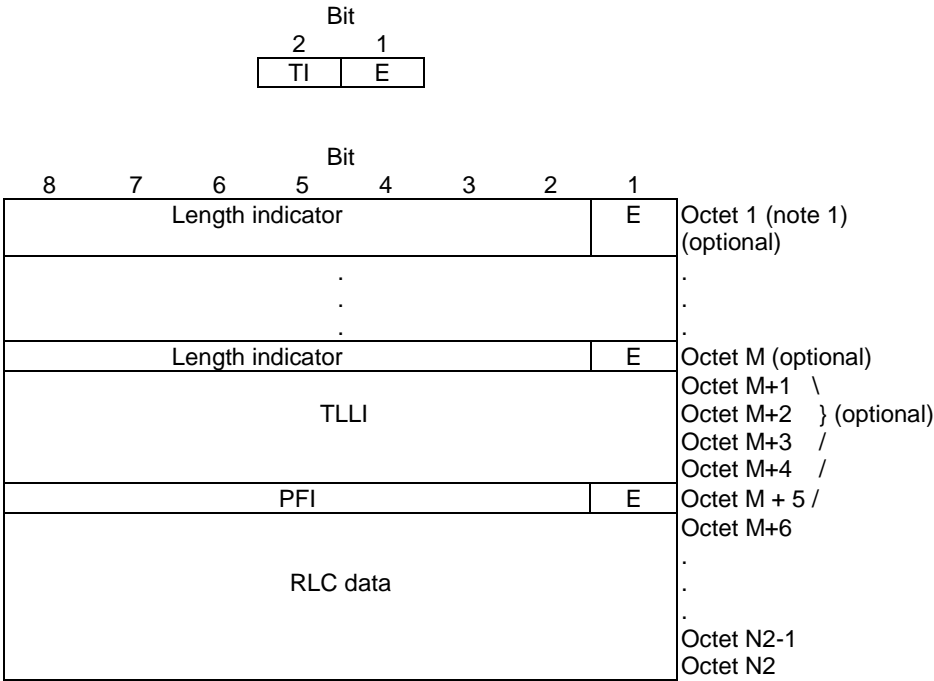 Bit
2 1
TI E
Bit
8 7 6 5 4 3 2 1
Length indicator E Octet 1 (note 1)
(optional)
. .
. .
. .
Length indicator E Octet M (optional)
Octet M+1 \
TLLI Octet M+2 } (optional)
Octet M+3 /
Octet M+4 /
PFI E Octet M + 5 /
Octet M+6
.
RLC data .
.
Octet N2-1
Octet N2